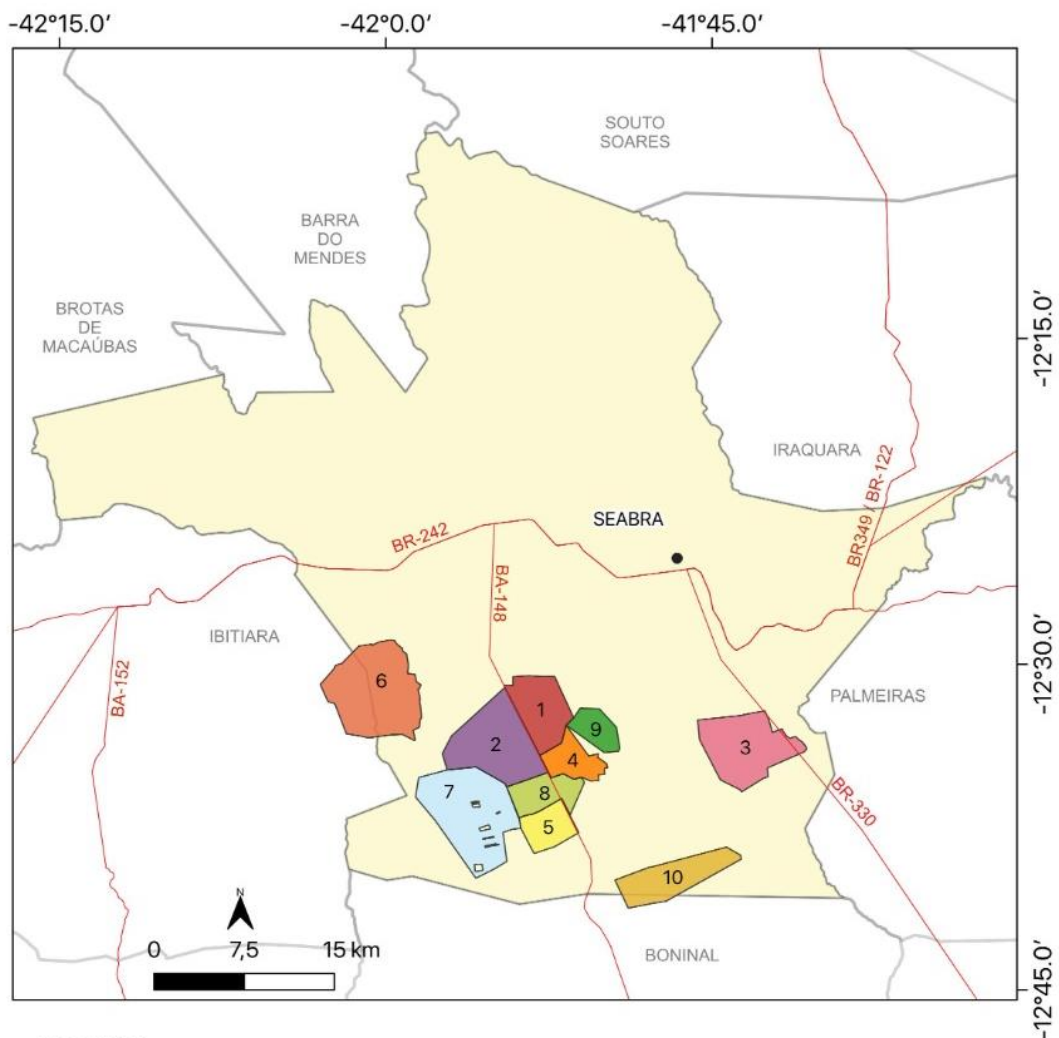 -42°15.0'
-42°0.0'
-41°45.0'
SOUTO
SOARES
BARRA
DO
MENDES
BROTAS
DE
MACAÚBAS
-12°15.0'
IRAQUARA
BR349 / BR-122
SEABRA
BR-242
BA-148
IBITIARA
-12°30.0'
BA-152
6
PALMEIRAS
1
9
2
3
4
7
8
BR-330
5
10
N
0 7,5 15 km
BONINAL
-12°45.0'